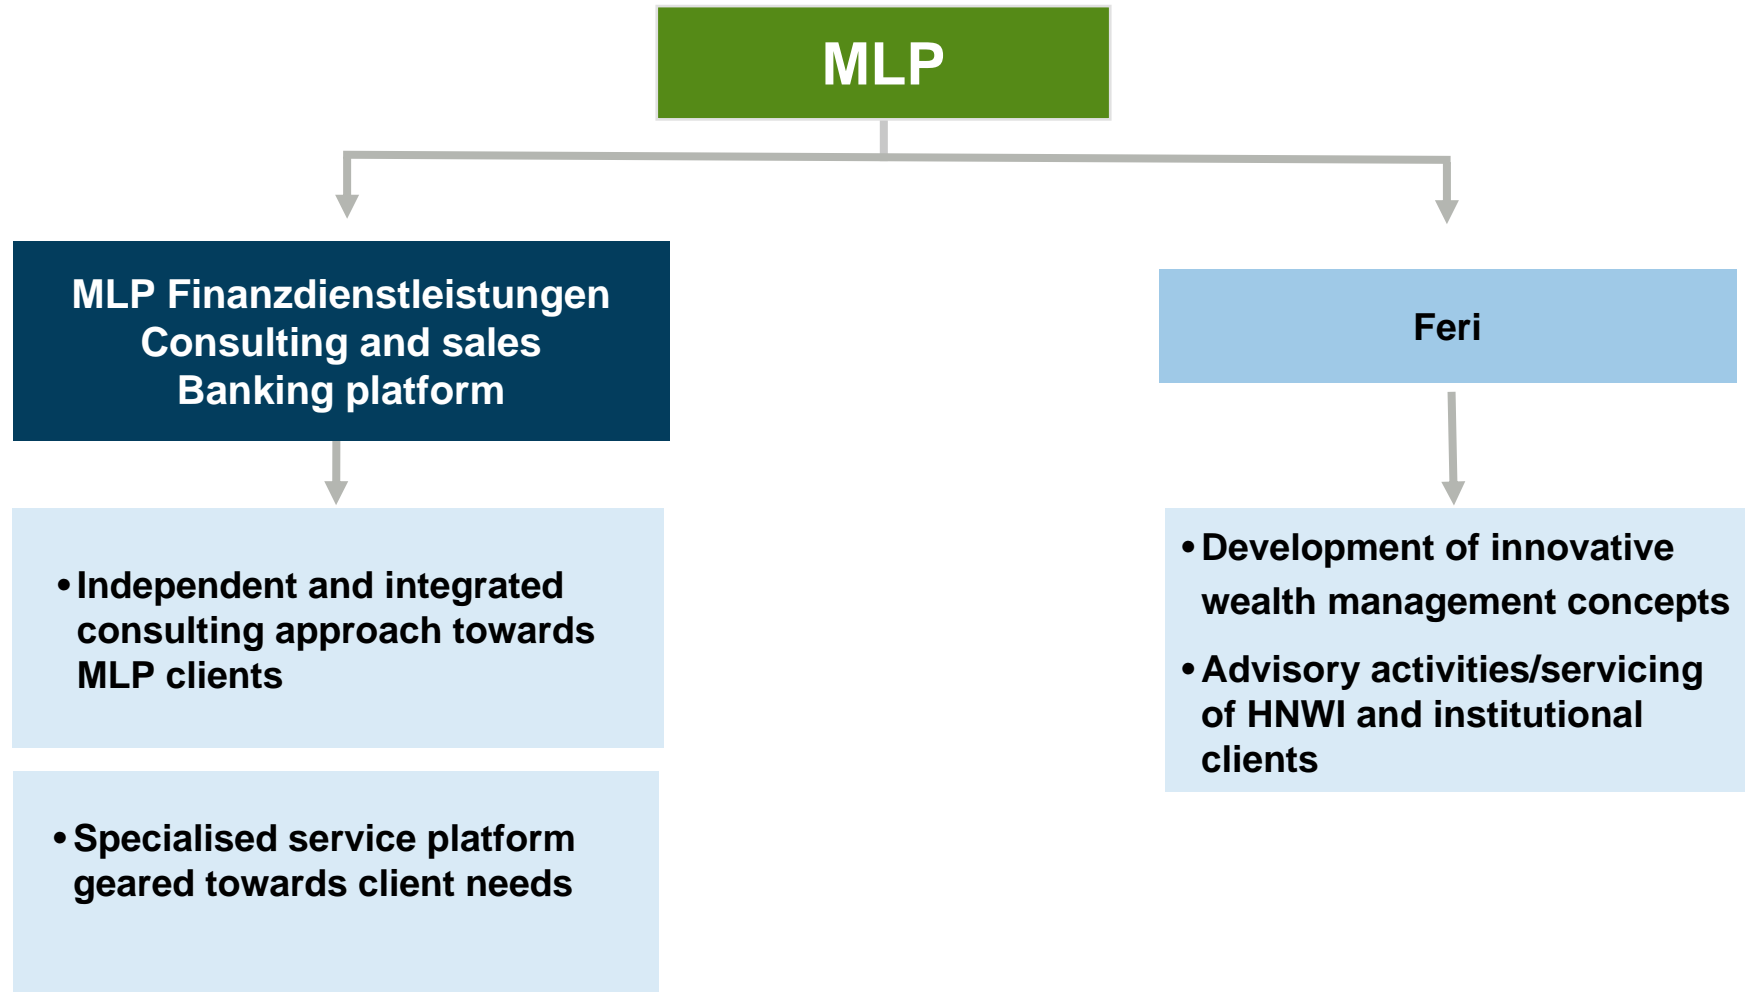 MLP
MLP Finanzdienstleistungen
Consulting and sales
Banking platform
• Independent and integrated
consulting approach towards
MLP clients
• Specialised service platform
geared towards client needs
Feri
• Development of innovative
wealth management concepts
• Advisory activities/servicing
of HNWI and institutional
clients